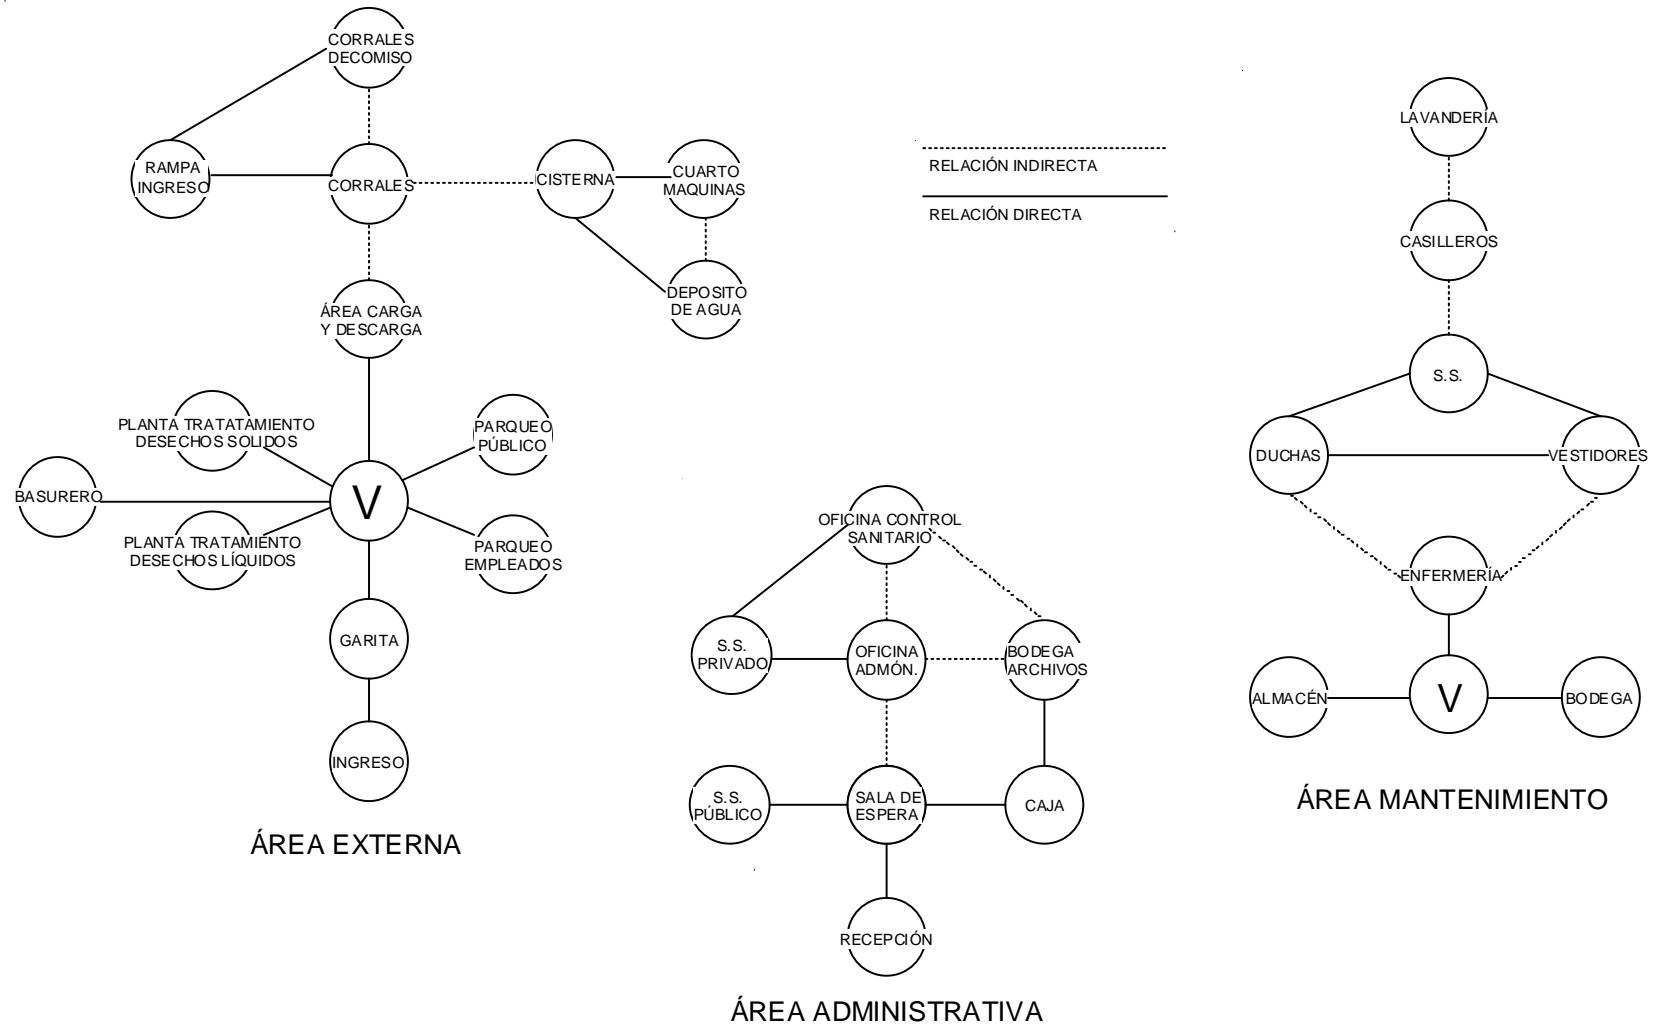 CORRALES
DECOMISO
RAMPA
INGRESO
CORRALES
CISTERNA
CUARTO
MAQUINAS
DEPOSITO
DE AGUA
ÁREA CARGA
Y DESCARGA
PLANTA TRATATAMIENTO
DESECHOS SOLIDOS
PARQUEO
PÚBLICO
BASURERO
V
PLANTA TRATAMIENTO
DESECHOS LÍQUIDOS
PARQUEO
EMPLEADOS
GARITA
INGRESO
ÁREA EXTERNA
RELACIÓN INDIRECTA
RELACIÓN DIRECTA
OFICINA CONTROL
SANITARIO
S.S.
PRIVADO
OFICINA
ADMÓN.
BODEGA
ARCHIVOS
S.S.
PÚBLICO
SALA DE
ESPERA
CAJA
RECEPCIÓN
ÁREA ADMINISTRATIVA
LAVANDERÍA
CASILLEROS
S.S.
DUCHAS
VESTIDORES
ENFERMERÍA
ALMACÉN
V
BODEGA
ÁREA MANTENIMIENTO